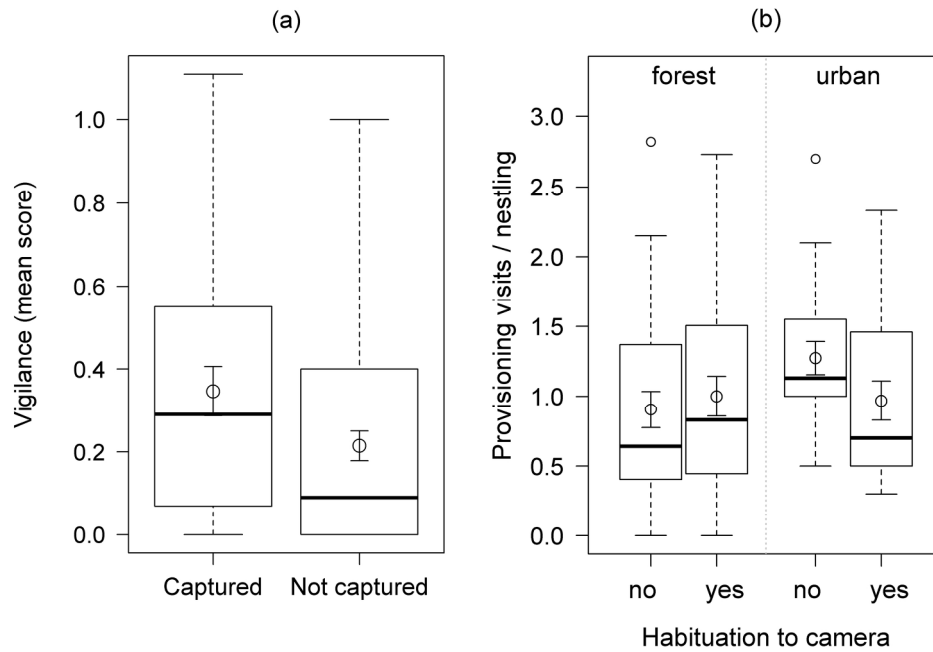 (a)
Vigilance (mean score)
1.0
0.8
0.6
0.4
0.2
0.0
Captured
Not captured
(b)
Provisioning visits / nestling
forest
urban
3.0
2.5
2.0
1.5
1.0
0.5
0.0
no
yes
no
yes
Habituation to camera